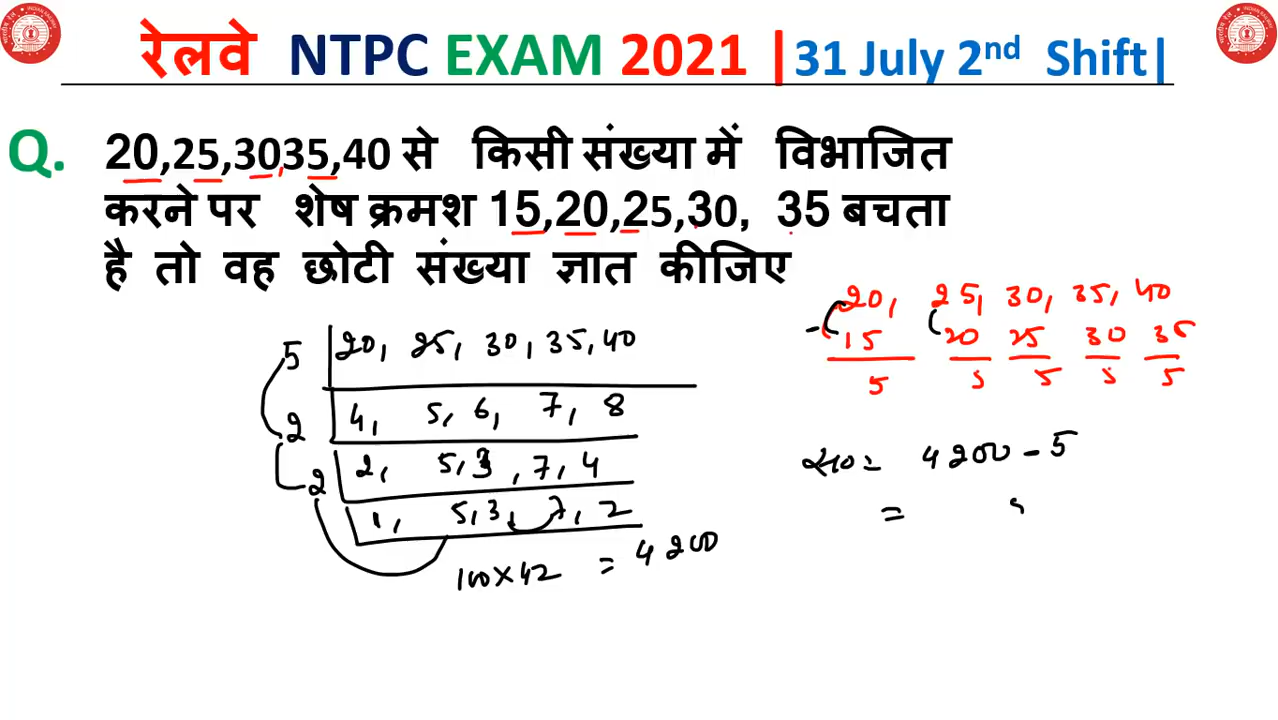 रेलवे NTPC EXAM 2021 |31 July 2nd Shift|
Q. 20,25,30,35,40 से किसी संख्या में विभाजित
करने पर शेष क्रमश 15,20,25,30, 35 बचता
है तो वह छोटी संख्या ज्ञात कीजिए
20, 25, 30, 35, 40
- 15 20 25 30 35
5 5 5 5 5
5 20, 25, 30, 35, 40
2 4, 5, 6, 7, 8
2 2, 5, 3, 7, 4
1, 5, 3, 7, 2
100×42 = 4200
= 4200 - 5
=